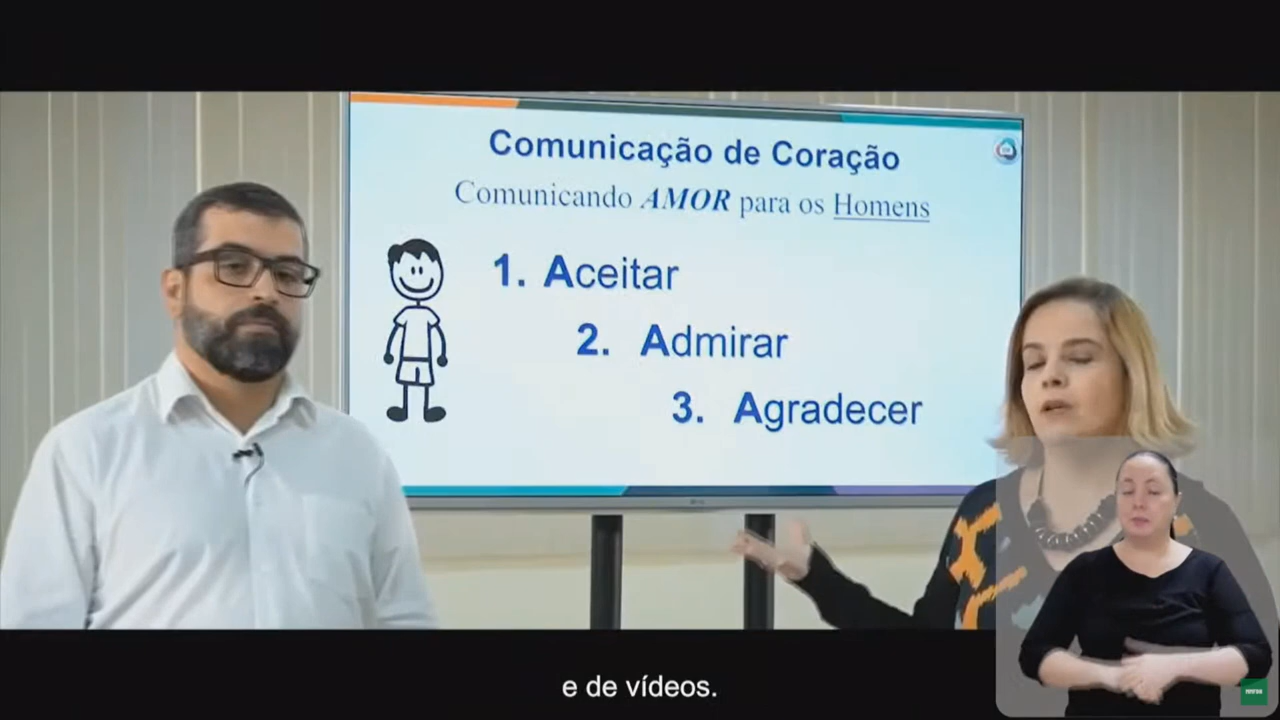 Comunicação de Coração
Comunicando AMOR para os Homens
1. Aceitar
2. Admirar
3. Agradecer
e de vídeos.